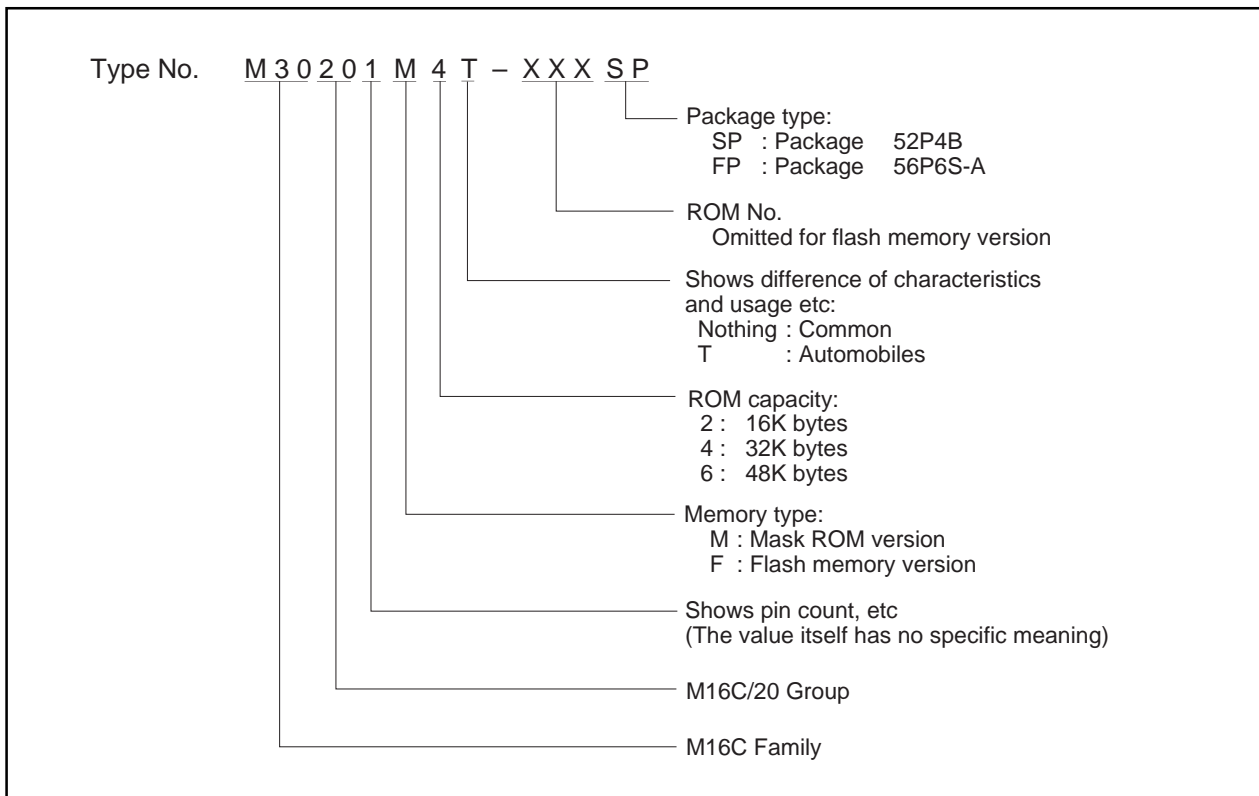 Type No. M 3 0 2 0 1 M 4 T – X X X S P
Package type:
SP : Package 52P4B
FP : Package 56P6S-A
ROM No.
Omitted for flash memory version
Shows difference of characteristics
and usage etc:
Nothing : Common
T : Automobiles
ROM capacity:
2 : 16K bytes
4 : 32K bytes
6 : 48K bytes
Memory type:
M : Mask ROM version
F : Flash memory version
Shows pin count, etc
(The value itself has no specific meaning)
M16C/20 Group
M16C Family